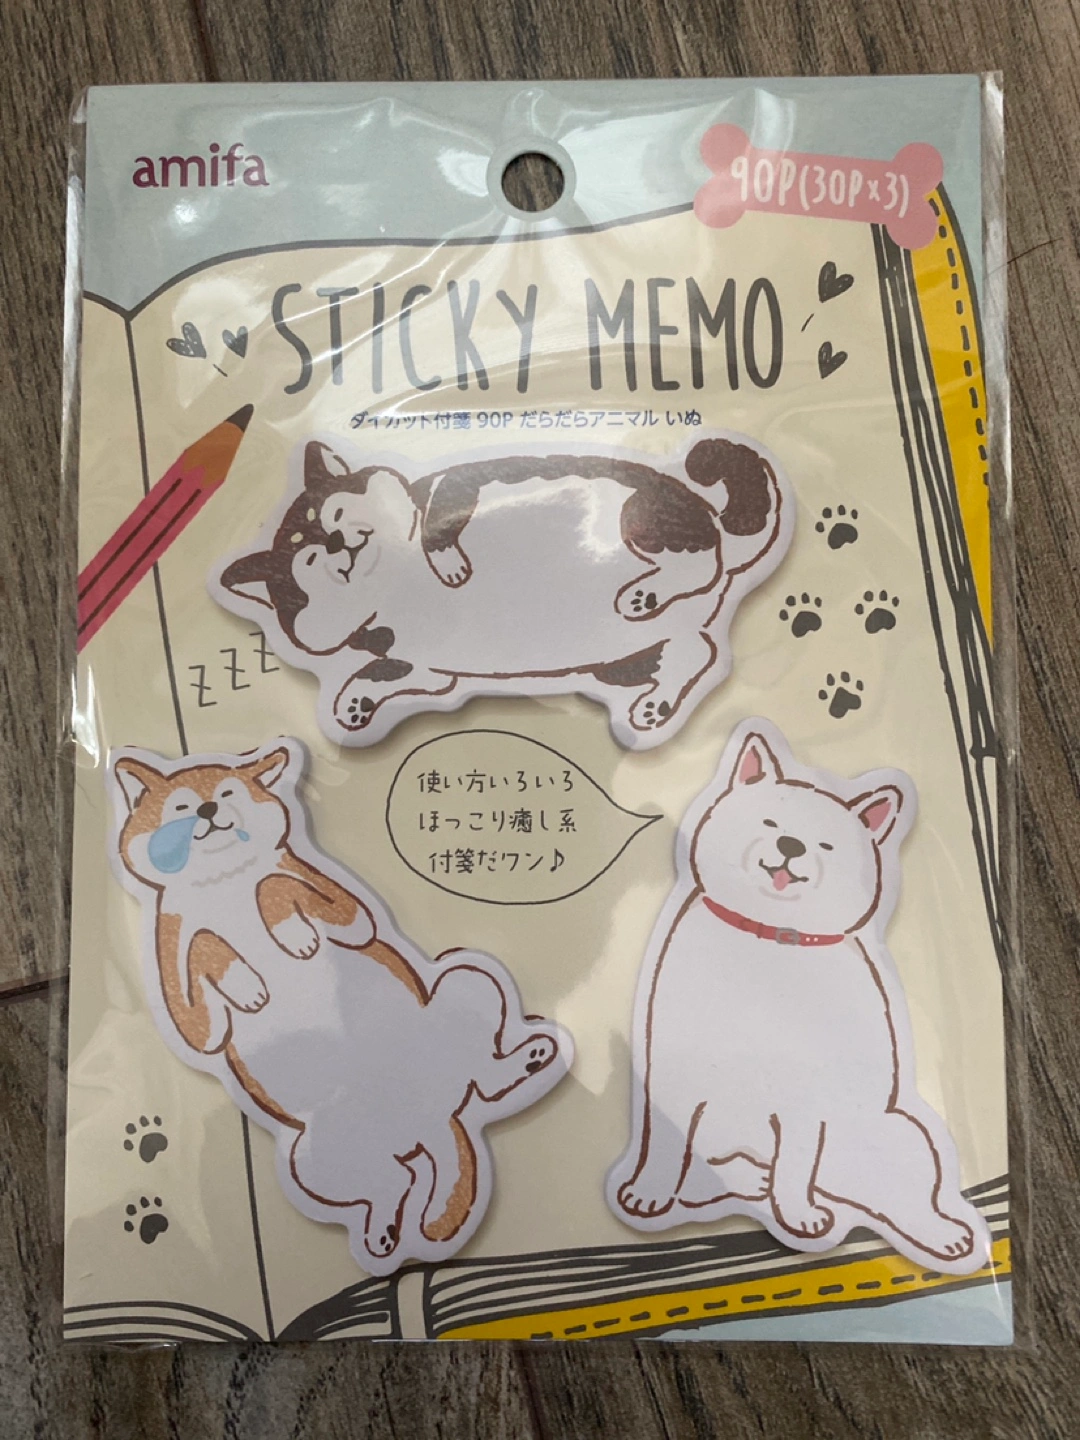 amifa
90P(30P×3)
STICKY MEMO
ダイカット付箋 90P だらだらアニマル いぬ
zzz
使い方いろいろ
ほっこり癒し系
付箋だワン♪